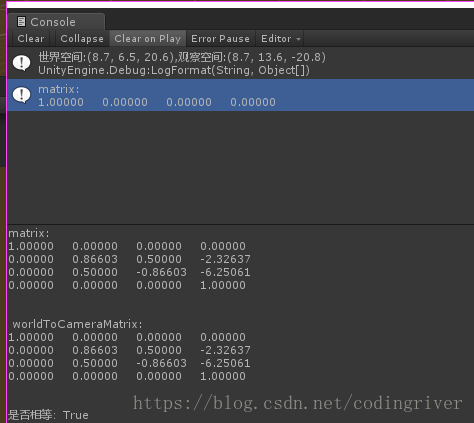 Console
Clear Collapse Clear on Play Error Pause Editor
世界空间:(8.7, 6.5, 20.6),观察空间:(8.7, 13.6, -20.8)
UnityEngine.Debug:LogFormat(String, Object[])
matrix:
1.00000 0.00000 0.00000 0.00000
matrix:
1.00000 0.00000 0.00000 0.00000
0.00000 0.86603 0.50000 -2.32637
0.00000 0.50000 -0.86603 -6.25061
0.00000 0.00000 0.00000 1.00000
worldToCameraMatrix:
1.00000 0.00000 0.00000 0.00000
0.00000 0.86603 0.50000 -2.32637
0.00000 0.50000 -0.86603 -6.25061
0.00000 0.00000 0.00000 1.00000
https://blog.csdn.net/codingriver
是否相等: True